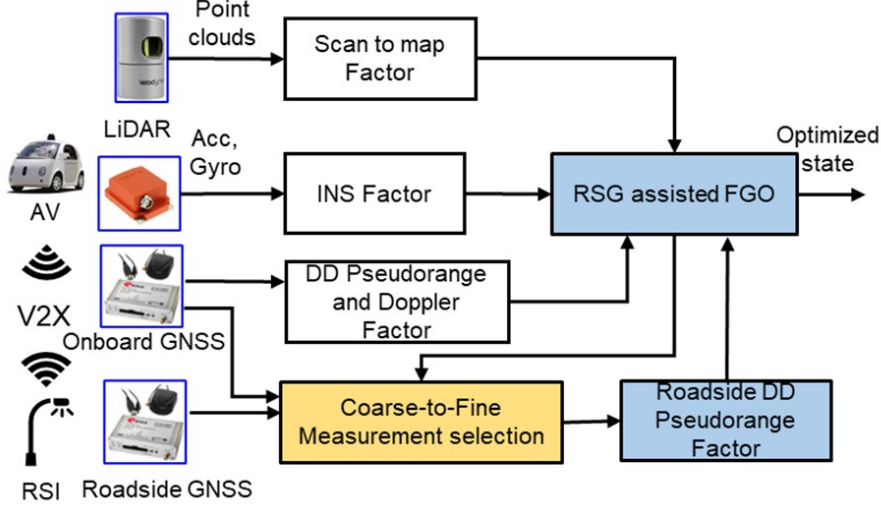 Point
clouds
Scan to map
Factor
Velodyne
LiDAR
Acc,
Gyro
INS Factor
RSG assisted FGO
Optimized
state
AV
DD Pseudorange
and Doppler
Factor
V2X
Onboard GNSS
Coarse-to-Fine
Measurement selection
Roadside DD
Pseudorange
Factor
RSI
Roadside GNSS